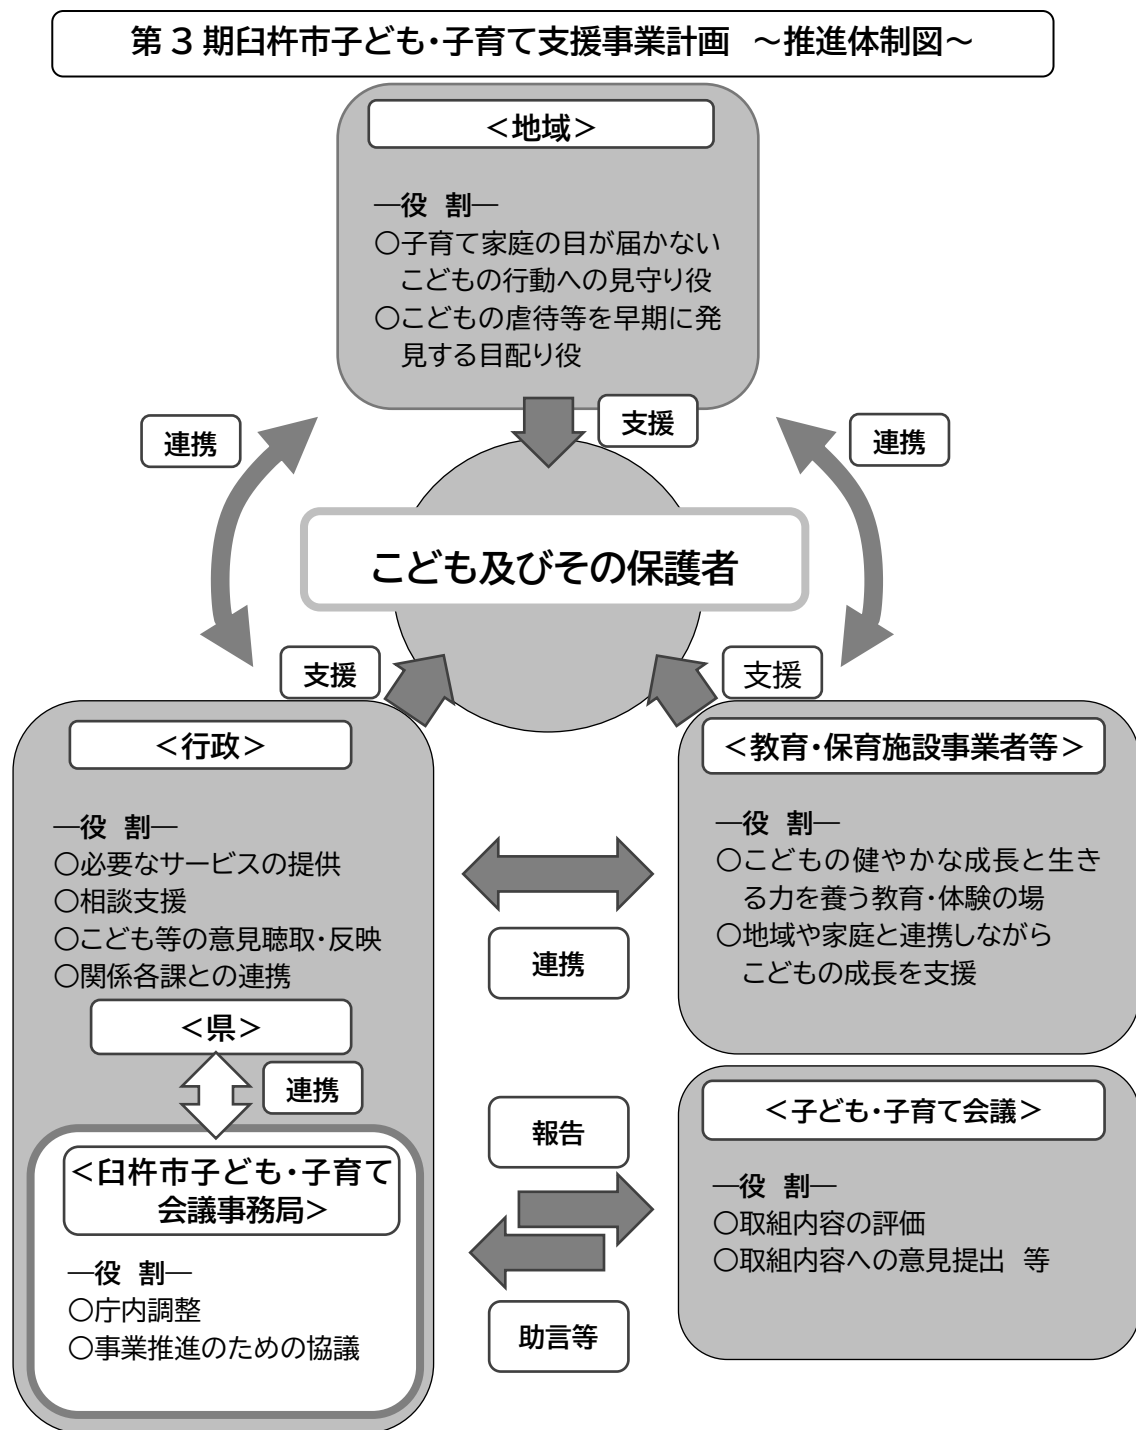 第3期臼杵市子ども・子育て支援事業計画 ～推進体制図～
＜地域＞
―役 割―
〇子育て家庭の目が届かない
こどもの行動への見守り役
〇こどもの虐待等を早期に発
見する目配り役
支援
連携
連携
こども及びその保護者
支援
支援
＜行政＞
―役 割―
〇必要なサービスの提供
〇相談支援
〇こども等の意見聴取・反映
〇関係各課との連携
＜県＞
連携
＜臼杵市子ども・子育て
会議事務局＞
―役 割―
〇庁内調整
〇事業推進のための協議
連携
報告
助言等
＜教育・保育施設事業者等＞
―役 割―
〇こどもの健やかな成長と生き
る力を養う教育・体験の場
〇地域や家庭と連携しながら
こどもの成長を支援
＜子ども・子育て会議＞
―役 割―
〇取組内容の評価
〇取組内容への意見提出 等